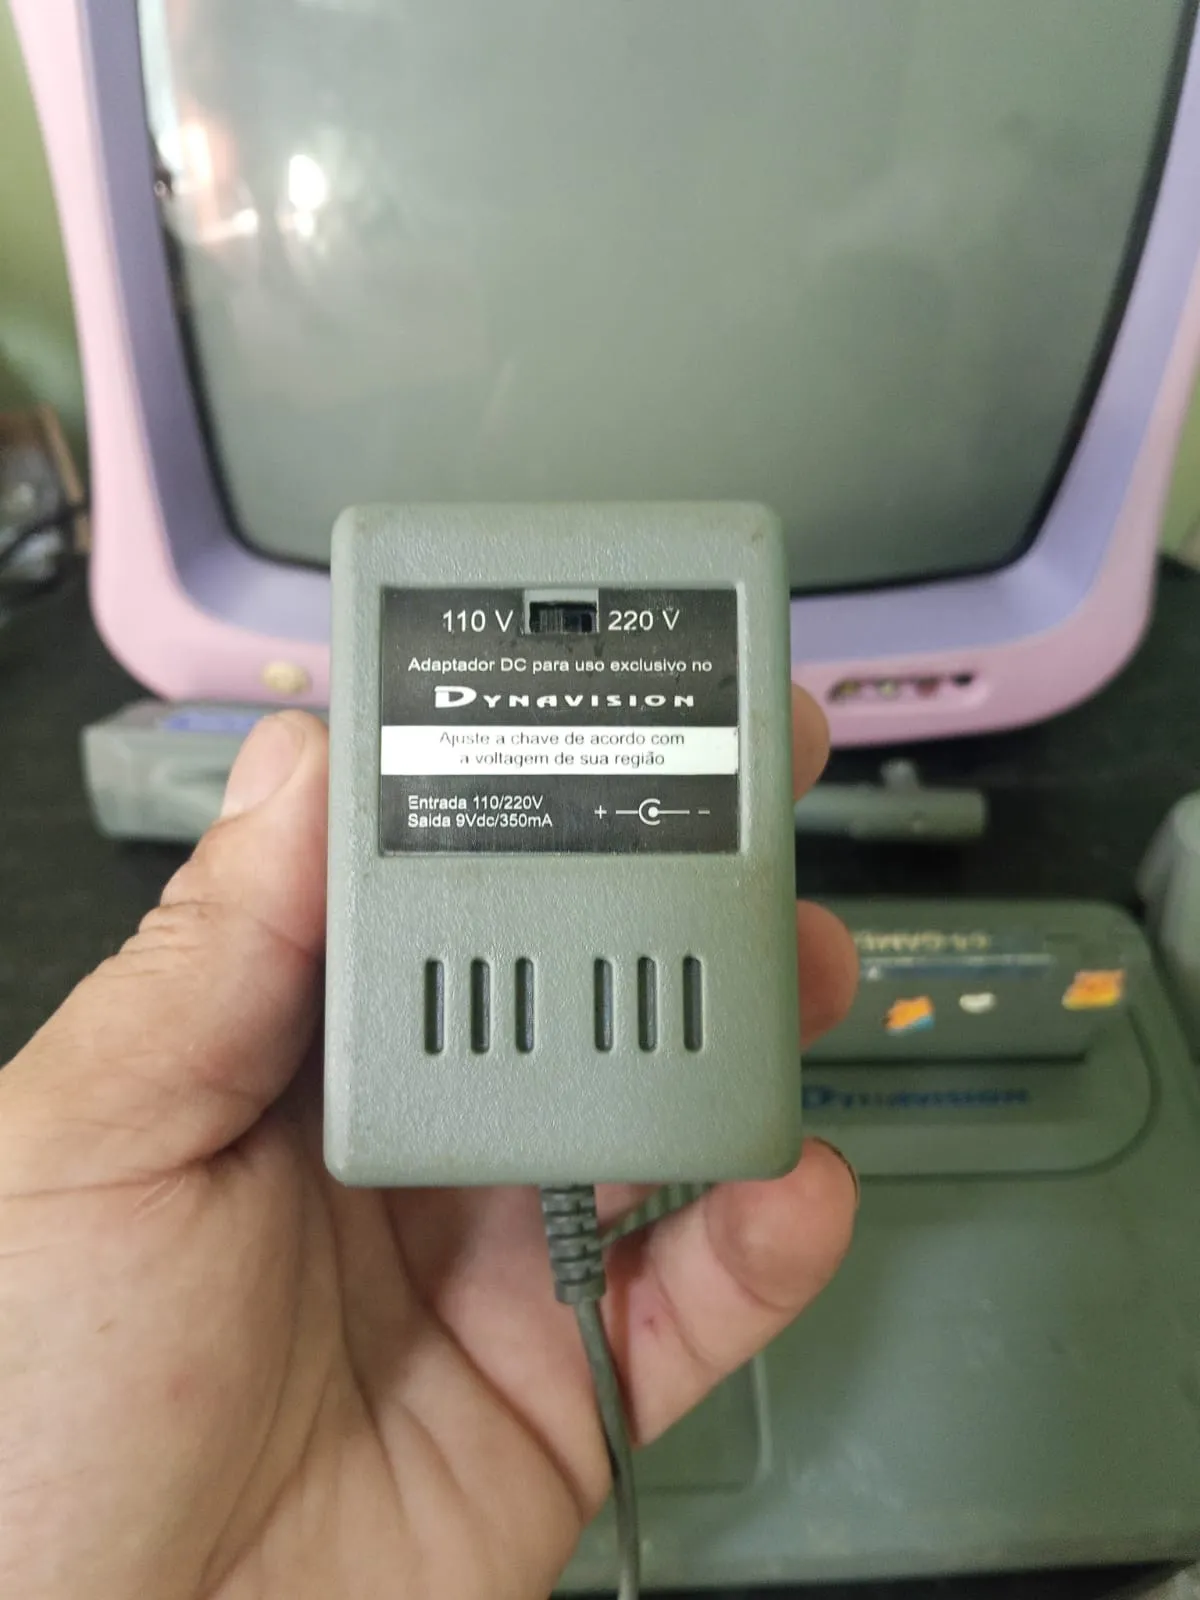 110 V 220 V
Adaptador DC para uso exclusivo no
DYNAVISION
Ajuste a chave de acordo com
a voltagem de sua região
Entrada 110/220V
Saida 9Vdc/350mA
+ -
DYNAVISION